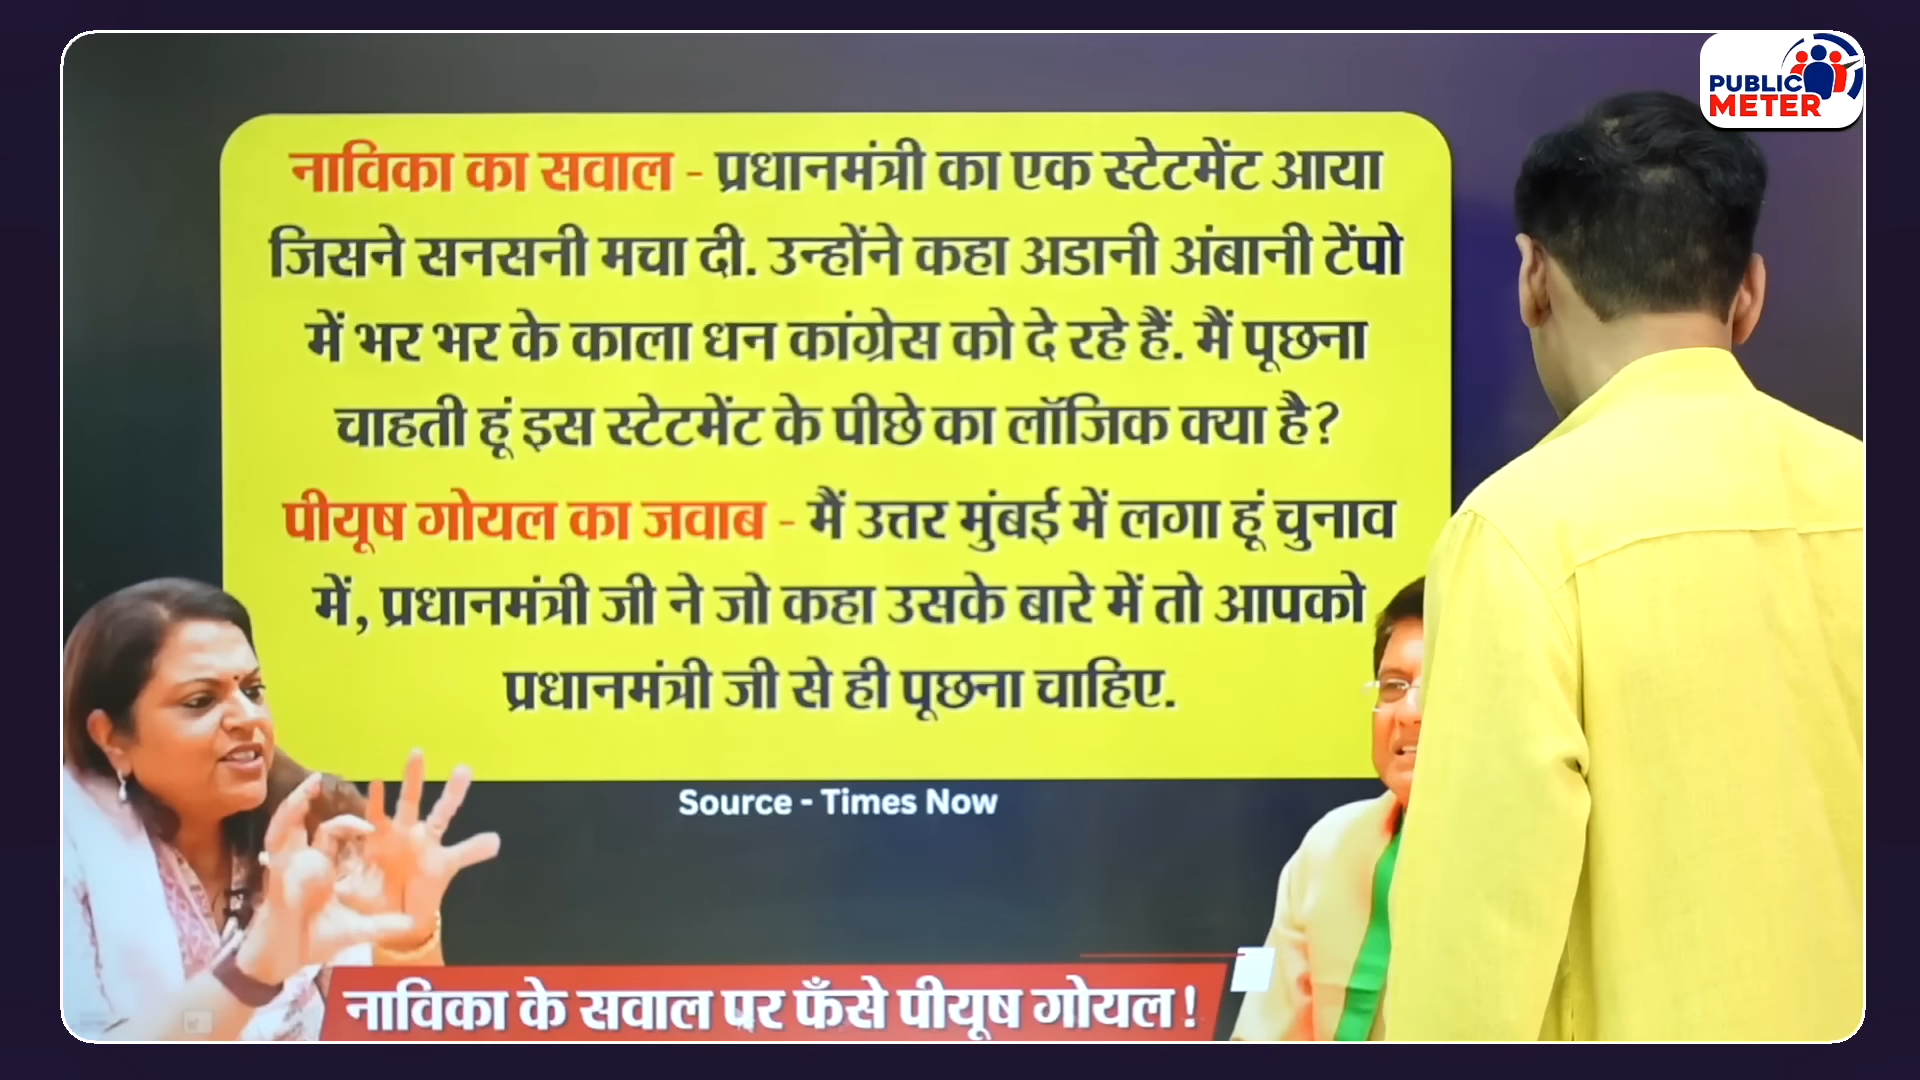 PUBLIC
METER
नाविका का सवाल - प्रधानमंत्री का एक स्टेटमेंट आया
जिसने सनसनी मचा दी. उन्होंने कहा अडानी अंबानी टेंपो
में भर भर के काला धन कांग्रेस को दे रहे हैं. मैं पूछना
चाहती हूं इस स्टेटमेंट के पीछे का लॉजिक क्या है?
पीयूष गोयल का जवाब - मैं उत्तर मुंबई में लगा हूं चुनाव
में, प्रधानमंत्री जी ने जो कहा उसके बारे में तो आपको
प्रधानमंत्री जी से ही पूछना चाहिए.
Source - Times Now
नाविका के सवाल पर फँसे पीयूष गोयल!